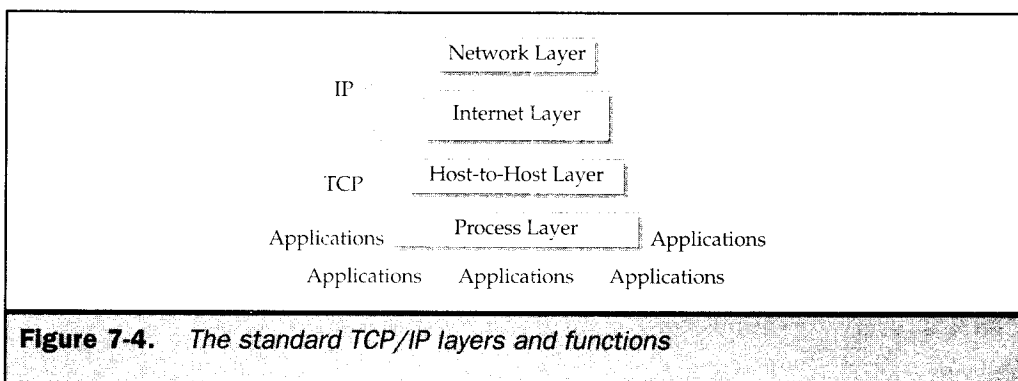 Network Layer
IP
Internet Layer
TCP
Host-to-Host Layer
Applications
Process Layer
Applications
Applications
Applications
Applications
Figure 7-4. The standard TCP/IP layers and functions